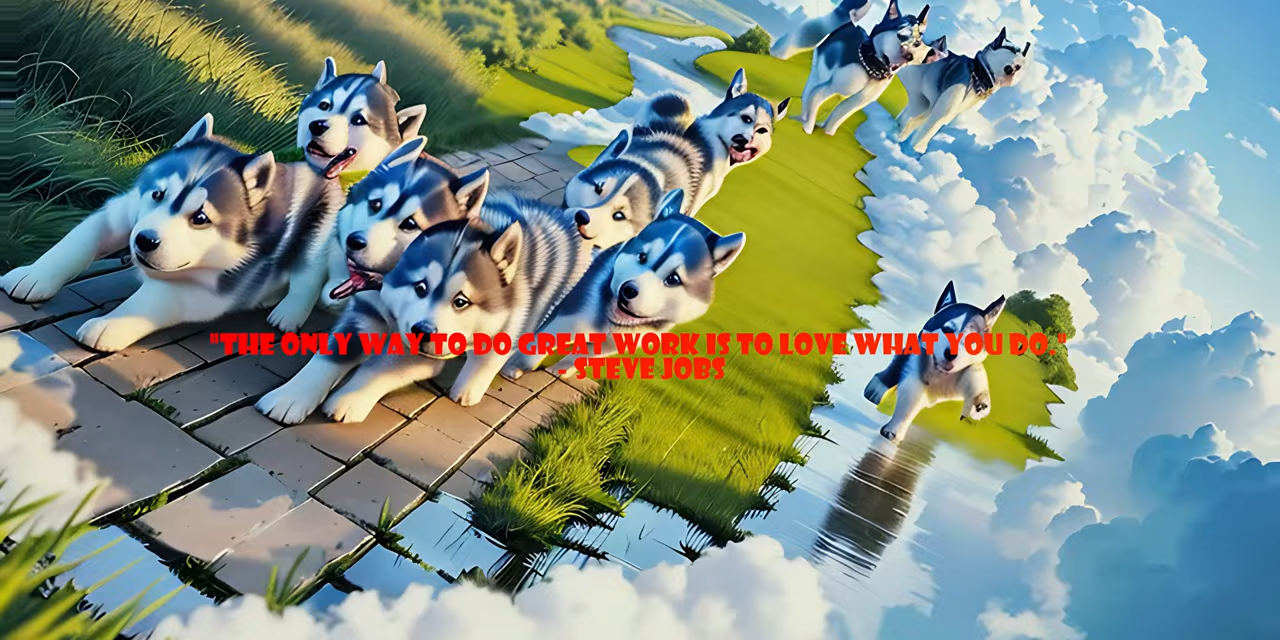 "THE ONLY WAY TO DO GREAT WORK IS TO LOVE WHAT YOU DO."
- STEVE JOBS